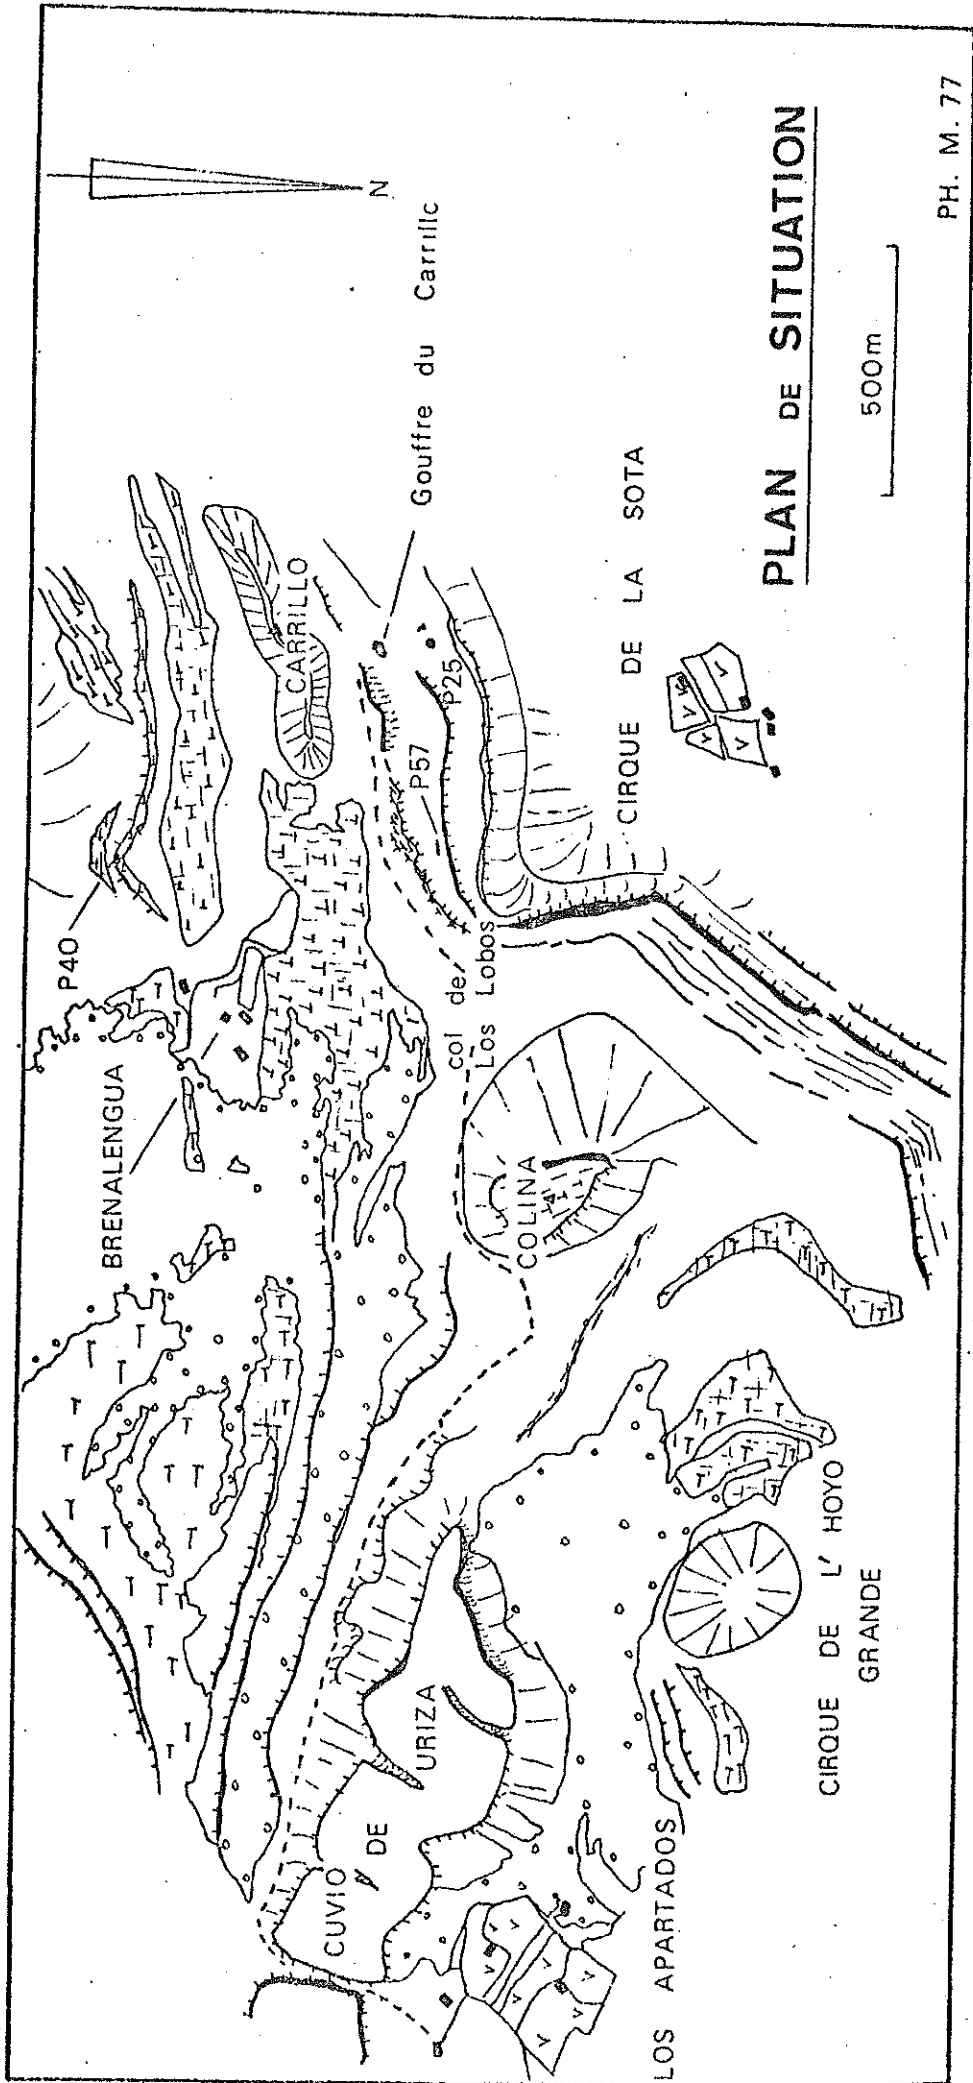 P40
BRENALENGUA
CARRILLO
N
Gouffre du Carrillc
P57
P25
col de
Los Lobos
COLINA
CUVIO
DE
URIZA
CIRQUE DE LA SOTA
LOS APARTADOS
CIRQUE DE L' HOYO
GRANDE
PLAN DE SITUATION
500m
PH. M. 77